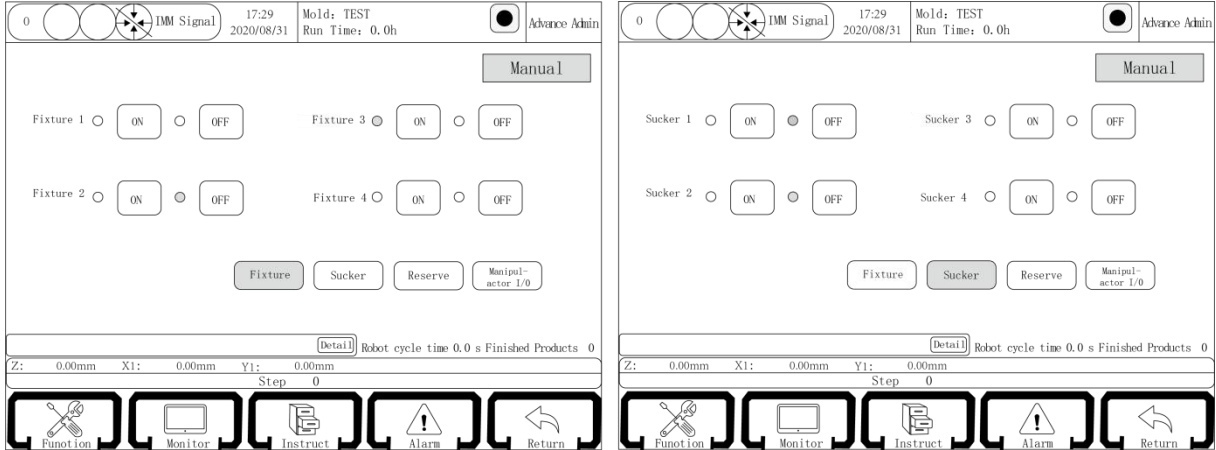 0 IMM Signal 17:29 Mold: TEST Advance Admin
2020/08/31 Run Time: 0.0h
Manual
Fixture 1 ON OFF Fixture 3 ON OFF
Fixture 2 ON OFF Fixture 4 ON OFF
Fixture Sucker Reserve Manipul-
actor I/0
Detail Robot cycle time 0.0 s Finished Products 0
Z: 0.00mm X1: 0.00mm Y1: 0.00mm
Step 0
Funotion Monitor Instruct Alarm Return
0 IMM Signal 17:29 Mold: TEST Advance Admin
2020/08/31 Run Time: 0.0h
Manual
Sucker 1 ON OFF Sucker 3 ON OFF
Sucker 2 ON OFF Sucker 4 ON OFF
Fixture Sucker Reserve Manipul-
actor I/0
Detail Robot cycle time 0.0 s Finished Products 0
Z: 0.00mm X1: 0.00mm Y1: 0.00mm
Step 0
Funotion Monitor Instruct Alarm Return